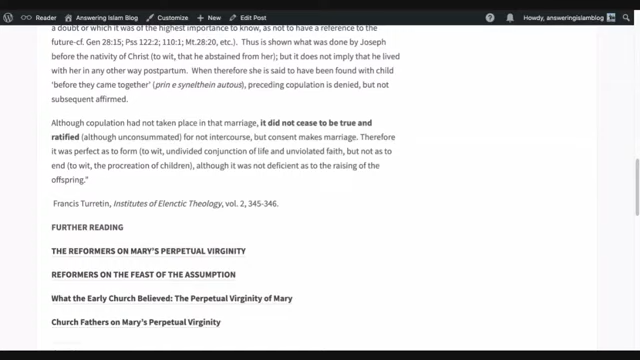 Reader Answering Islam Blog Customize New Edit Post Howdy, answeringislamblog
a doubt or which it was of the highest importance to know, as not to have a reference to the
future-cf. Gen 28:15; Pss 122:2; 110:1; Mt.28:20, etc.).  Thus is shown what was done by Joseph
before the nativity of Christ (to wit, that he abstained from her); but it does not imply that he lived
with her in any other way postpartum.  When therefore she is said to have been found with child
'before they came together' (prin e synelthein autous), preceding copulation is denied, but not
subsequent affirmed.
Although copulation had not taken place in that marriage, it did not cease to be true and
ratified (although unconsummated) for not intercourse, but consent makes marriage. Therefore
it was perfect as to form (to wit, undivided conjunction of life and unviolated faith, but not as to
end (to wit, the procreation of children), although it was not deficient as to the raising of the
offspring."
Francis Turretin, Institutes of Elenctic Theology, vol. 2, 345-346.
FURTHER READING
THE REFORMERS ON MARY'S PERPETUAL VIRGINITY
REFORMERS ON THE FEAST OF THE ASSUMPTION
What the Early Church Believed: The Perpetual Virginity of Mary
Church Fathers on Mary's Perpetual Virginity